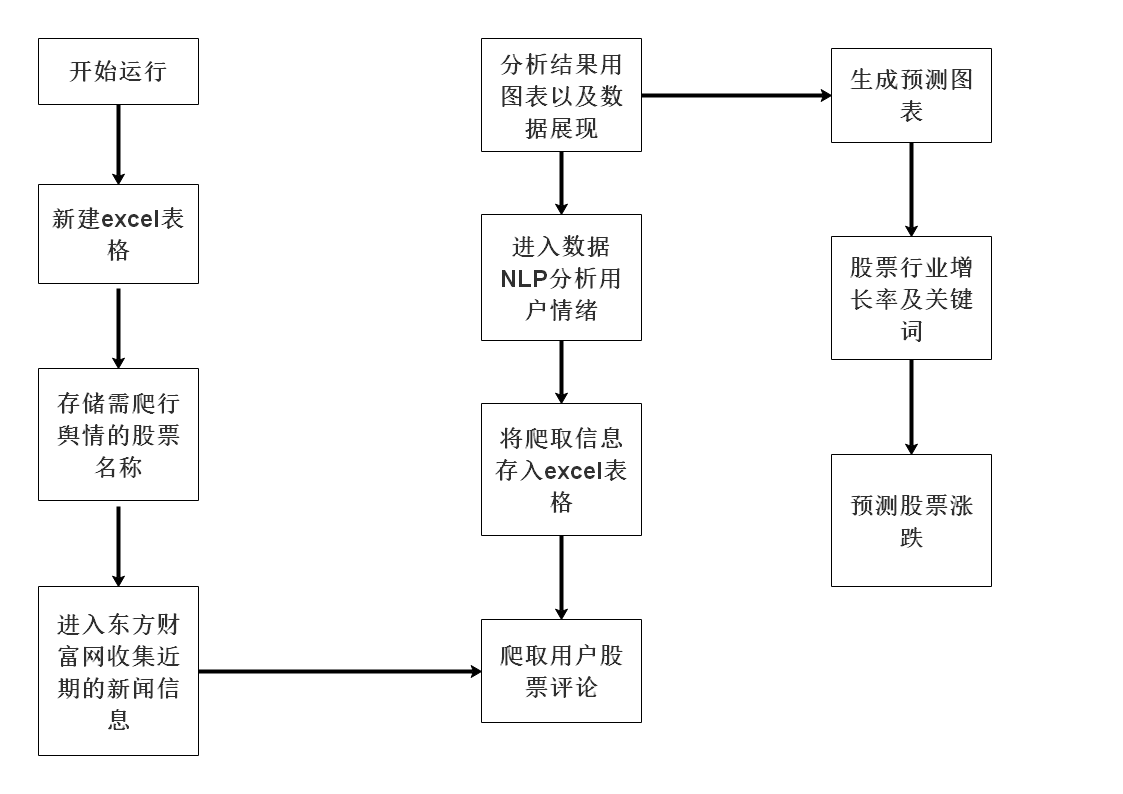 开始运行
新建excel表
格
存储需爬行
舆情的股票
名称
进入东方财
富网收集近
期的新闻信
息
分析结果用
图表以及数
据展现
进入数据
NLP分析用
户情绪
将爬取信息
存入excel表
格
爬取用户股
票评论
生成预测图
表
股票行业增
长率及关键
词
预测股票涨
跌